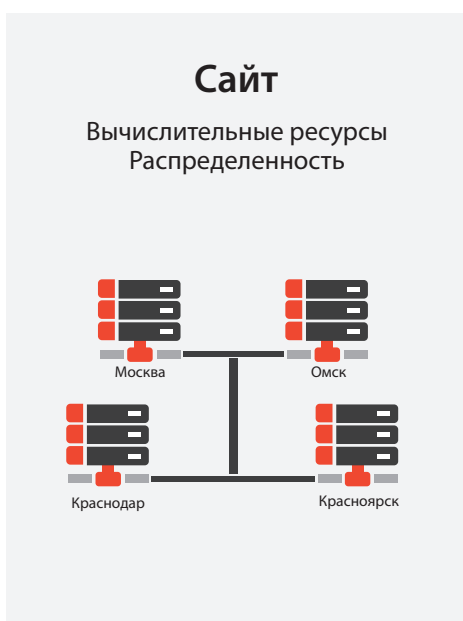 Сайт
Вычислительные ресурсы
Распределенность
Москва
Омск
Краснодар
Красноярск